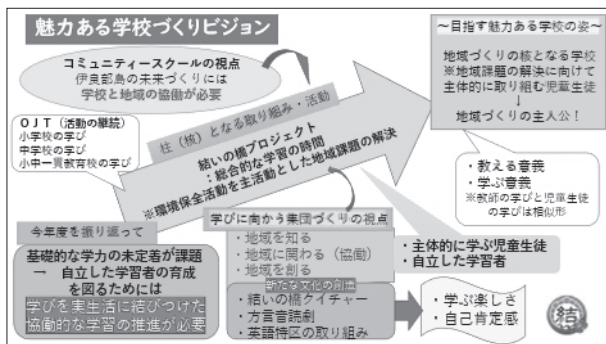 魅力ある学校づくりビジョン
コミュニティースクールの視点
伊良部島の未来づくりには
学校と地域の協働が必要
～目指す魅力ある学校の姿～
地域づくりの核となる学校
※地域課題の解決に向けて
主体的に取り組む児童生徒
↓
地域づくりの主人公！
OJT（活動の継続）
小学校の学び
中学校の学び
小中一貫教育校の学び
柱（核）となる取り組み・活動
結いの橋プロジェクト
：総合的な学習の時間
※環境保全活動を主活動とした地域課題の解決
・教える意義
・学ぶ意義
※教師の学びと児童生徒
の学びは相似形
今年度を振り返って
基礎的な学力の未定着が課題
→ 自立した学習者の育成
を図るためには
学びを実生活に結びつけた
協働的な学習の推進が必要
学びに向かう集団づくりの視点
・地域を知る
・地域に関わる（協働）
・地域を創る
新たな文化の創造
・結いの橋クイチャー
・方言音読劇
・英語特区の取り組み
・主体的に学ぶ児童生徒
・自立した学習者
・学ぶ楽しさ
・自己肯定感
結